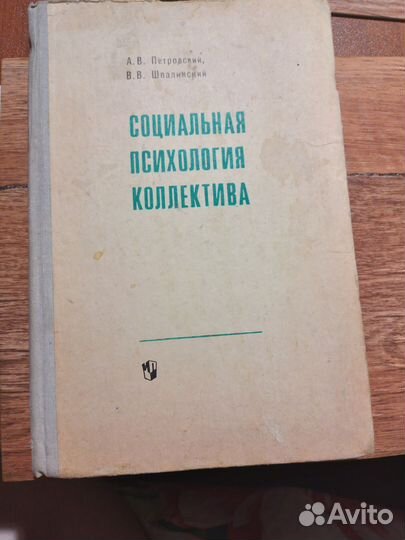 А. В. Петровский,
В. В. Шпалинский
СОЦИАЛЬНАЯ
ПСИХОЛОГИЯ
КОЛЛЕКТИВА
Avito